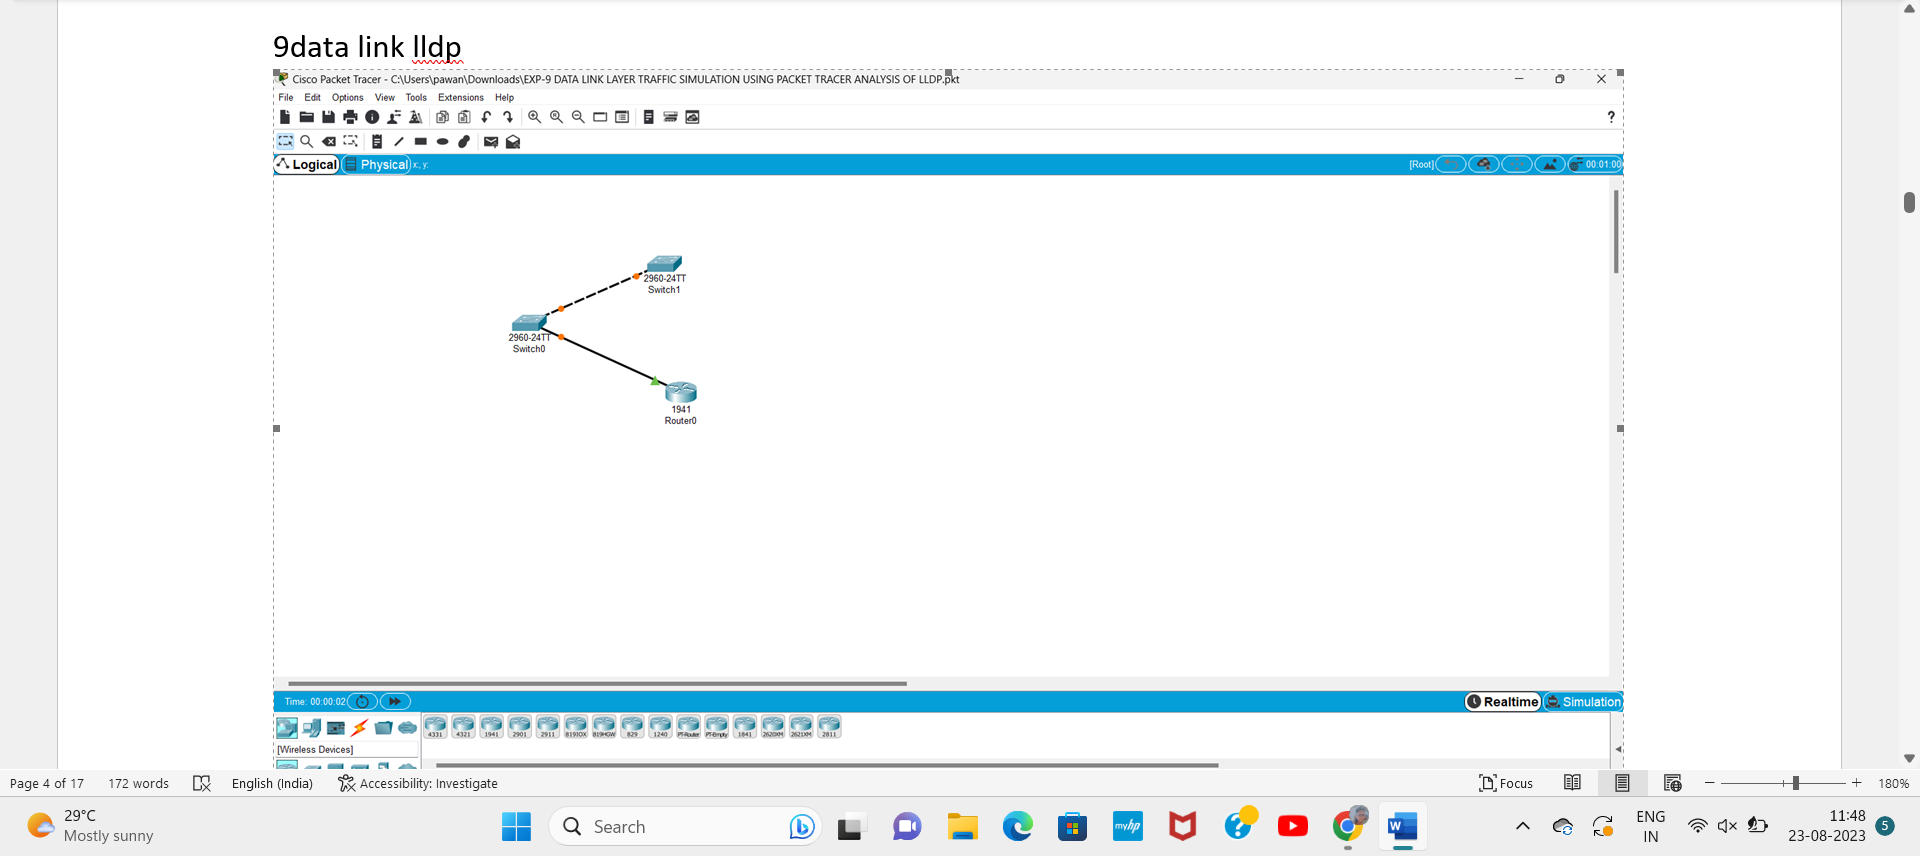 9data link lldp
Cisco Packet Tracer - C:\Users\pawan\Downloads\EXP-9 DATA LINK LAYER TRAFFIC SIMULATION USING PACKET TRACER ANALYSIS OF LLDP.pkt
File Edit Options View Tools Extensions Help
?
Logical Physical x:, y: [Root] 00:01:00
2960-24TT
Switch1
2960-24TT
Switch0
1941
Router0
Time: 00:00:02 Realtime Simulation
4331 4321 1941 2901 2911 819IOX 819HGW 829 1240 PT-Router PT-Empty 1841 2620XM 2621XM 2811
[Wireless Devices]
Page 4 of 17 172 words English (India) Accessibility: Investigate Focus 180%
29°C
Mostly sunny
Search
myhp
ENG
IN
11:48
23-08-2023
5